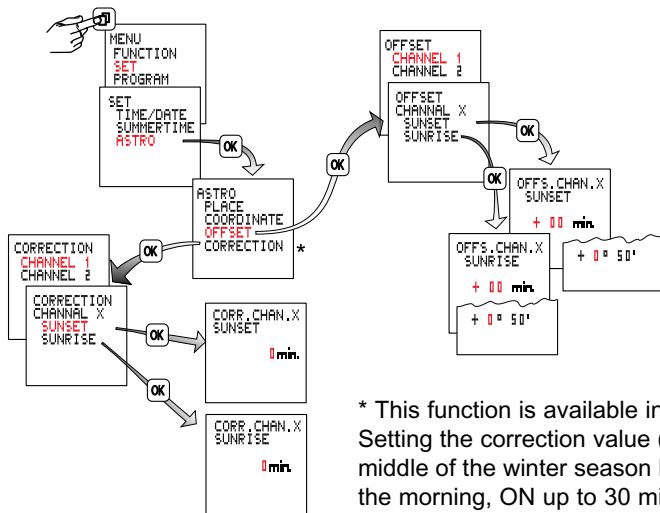 MENU
FUNCTION
SET
PROGRAM
SET
TIME/DATE
SUMMERTIME
ASTRO
OK
ASTRO
PLACE
COORDINATE
OFFSET
CORRECTION *
OK
OFFSET
CHANNEL 1
CHANNEL 2
OFFSET
CHANNAL X
SUNSET
SUNRISE
OK
OFFS.CHAN.X
SUNSET
+ 00 min.
+ 0° 50'
OK
OFFS.CHAN.X
SUNRISE
+ 00 min.
+ 0° 50'
OK
CORRECTION
CHANNEL 1
CHANNEL 2
CORRECTION
CHANNAL X
SUNSET
SUNRISE
OK
CORR.CHAN.X
SUNSET
0 min.
OK
CORR.CHAN.X
SUNRISE
0 min.
* This function is available in
Setting the correction value
middle of the winter season
the morning, ON up to 30